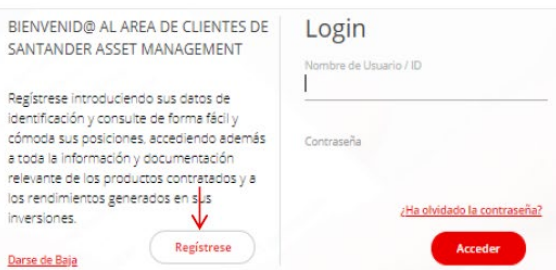 BIENVENID@ AL AREA DE CLIENTES DE
SANTANDER ASSET MANAGEMENT
Regístrese introduciendo sus datos de
identificación y consulte de forma fácil y
cómoda sus posiciones, accediendo además
a toda la información y documentación
relevante de los productos contratados y a
los rendimientos generados en sus
inversiones.
Darse de Baja
Regístrese
Login
Nombre de Usuario / ID
Contraseña
¿Ha olvidado la contraseña?
Acceder